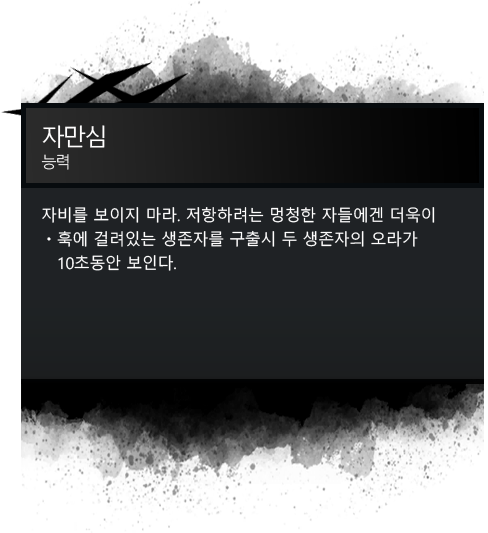 자만심
능력
자비를 보이지 마라. 저항하려는 멍청한 자들에겐 더욱이
• 훅에 걸려있는 생존자를 구출시 두 생존자의 오라가
10초동안 보인다.